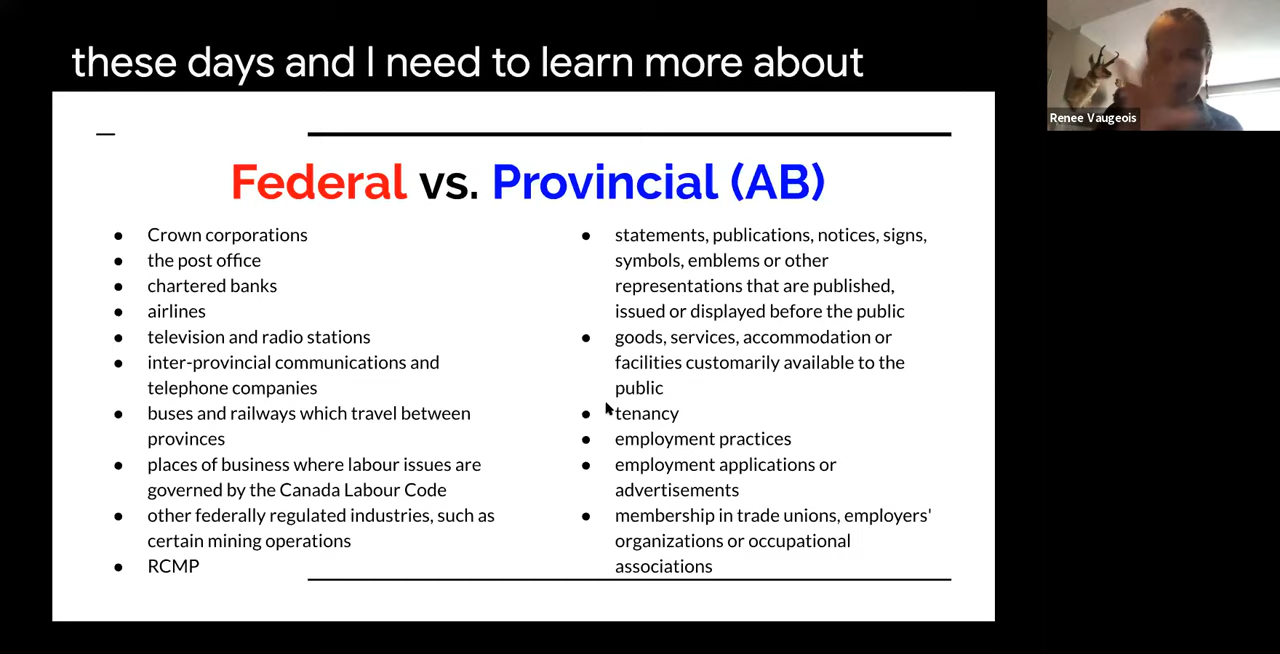 these days and I need to learn more about
Renee Vaugeois
Federal vs. Provincial (AB)
● Crown corporations
● the post office
● chartered banks
● airlines
● television and radio stations
● inter-provincial communications and
telephone companies
● buses and railways which travel between
provinces
● places of business where labour issues are
governed by the Canada Labour Code
● other federally regulated industries, such as
certain mining operations
● RCMP
● statements, publications, notices, signs,
symbols, emblems or other
representations that are published,
issued or displayed before the public
● goods, services, accommodation or
facilities customarily available to the
public
● tenancy
● employment practices
● employment applications or
advertisements
● membership in trade unions, employers'
organizations or occupational
associations